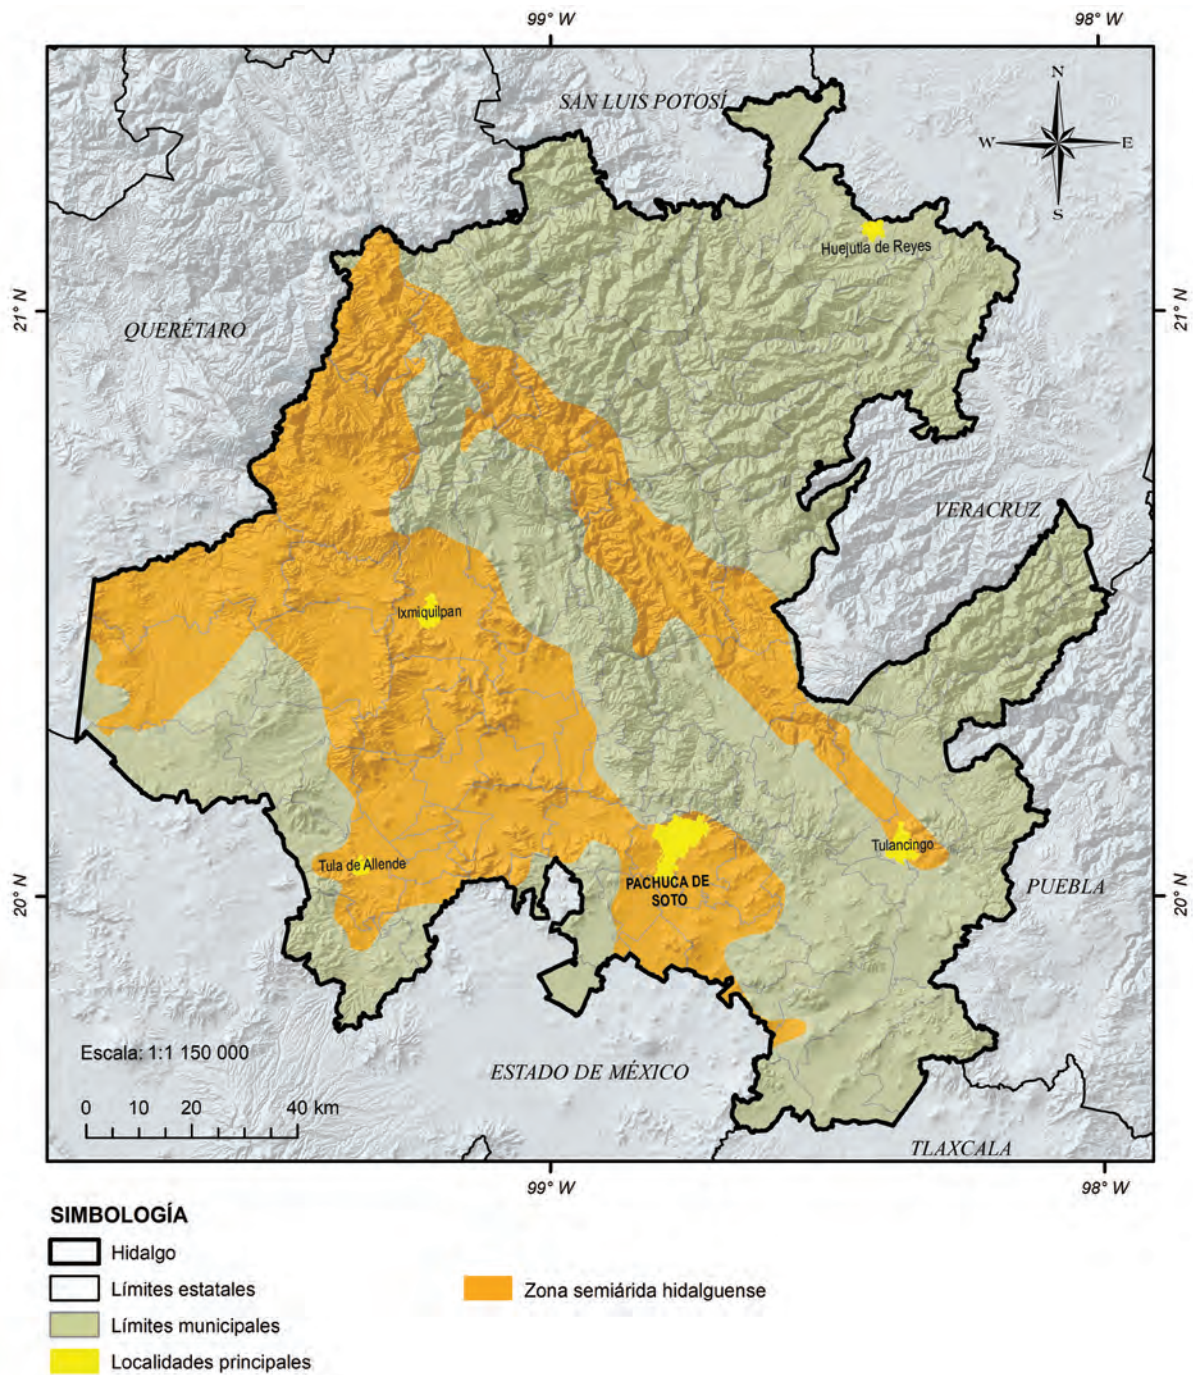 99° W
98° W
SAN LUIS POTOSÍ
N
W
E
S
Huejutla de Reyes
21° N
21° N
QUERÉTARO
VERACRUZ
Ixmiquilpan
Tulancingo
Tula de Allende
PACHUCA DE
SOTO
PUEBLA
20° N
20° N
Escala: 1:1 150 000
ESTADO DE MÉXICO
0 10 20 40 km
TLAXCALA
99° W
98° W
SIMBOLOGÍA
Hidalgo
Límites estatales
Zona semiárida hidalguense
Límites municipales
Localidades principales